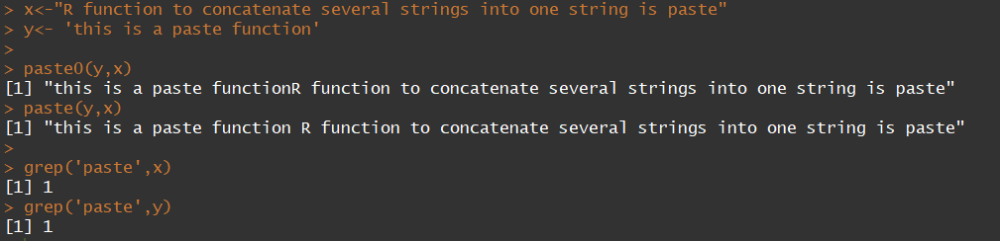 > x<-"R function to concatenate several strings into one string is paste"
> y<- 'this is a paste function'
>
> paste0(y,x)
[1] "this is a paste functionR function to concatenate several strings into one string is paste"
> paste(y,x)
[1] "this is a paste function R function to concatenate several strings into one string is paste"
>
> grep('paste',x)
[1] 1
> grep('paste',y)
[1] 1